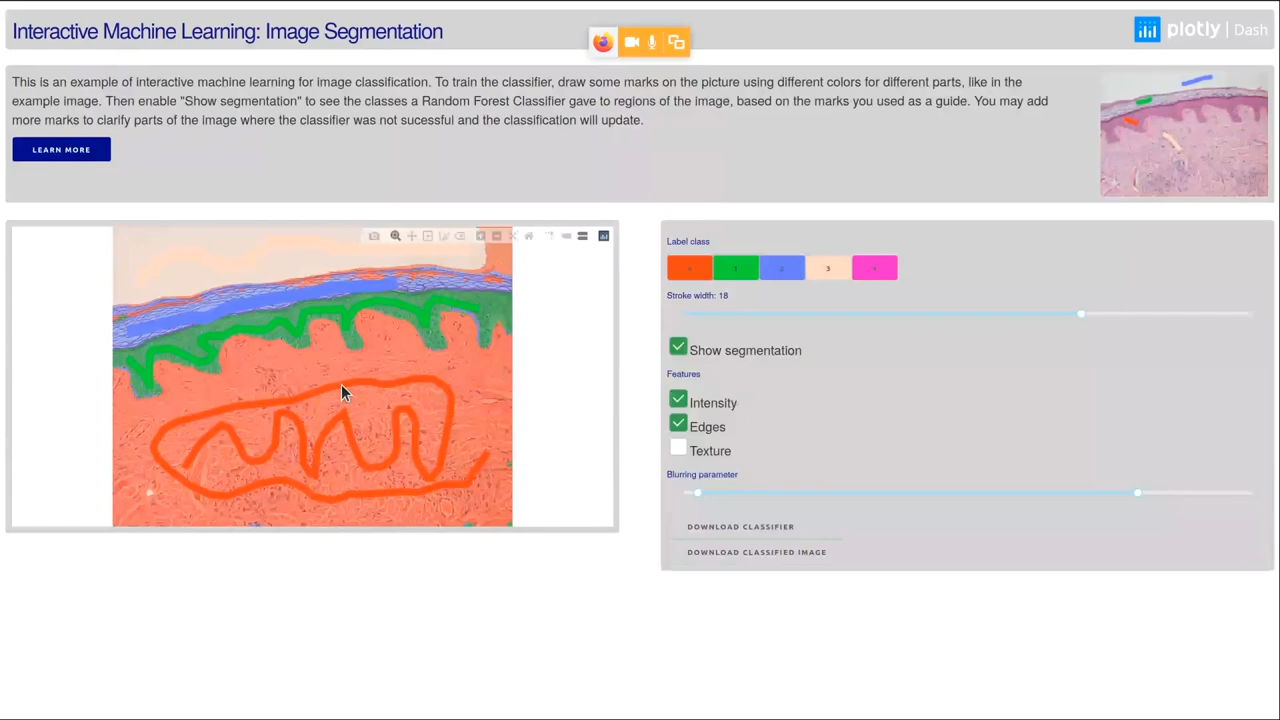 Interactive Machine Learning: Image Segmentation
plotly | Dash
This is an example of interactive machine learning for image classification. To train the classifier, draw some marks on the picture using different colors for different parts, like in the
example image. Then enable "Show segmentation" to see the classes a Random Forest Classifier gave to regions of the image, based on the marks you used as a guide. You may add
more marks to clarify parts of the image where the classifier was not sucessful and the classification will update.
LEARN MORE
Label class
0 1 2 3 4
Stroke width: 18
Show segmentation
Features
Intensity
Edges
Texture
Blurring parameter
DOWNLOAD CLASSIFIER
DOWNLOAD CLASSIFIED IMAGE